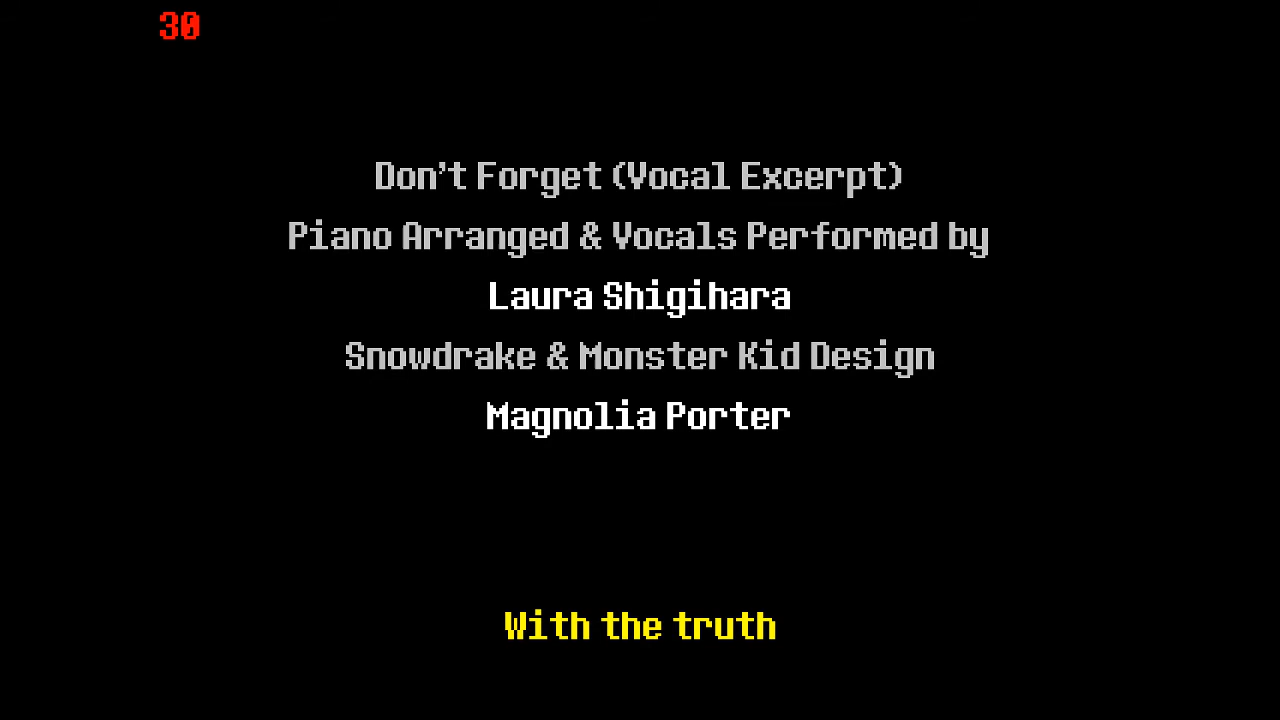 30
Don't Forget (Vocal Excerpt)
Piano Arranged & Vocals Performed by
Laura Shigihara
Snowdrake & Monster Kid Design
Magnolia Porter
With the truth